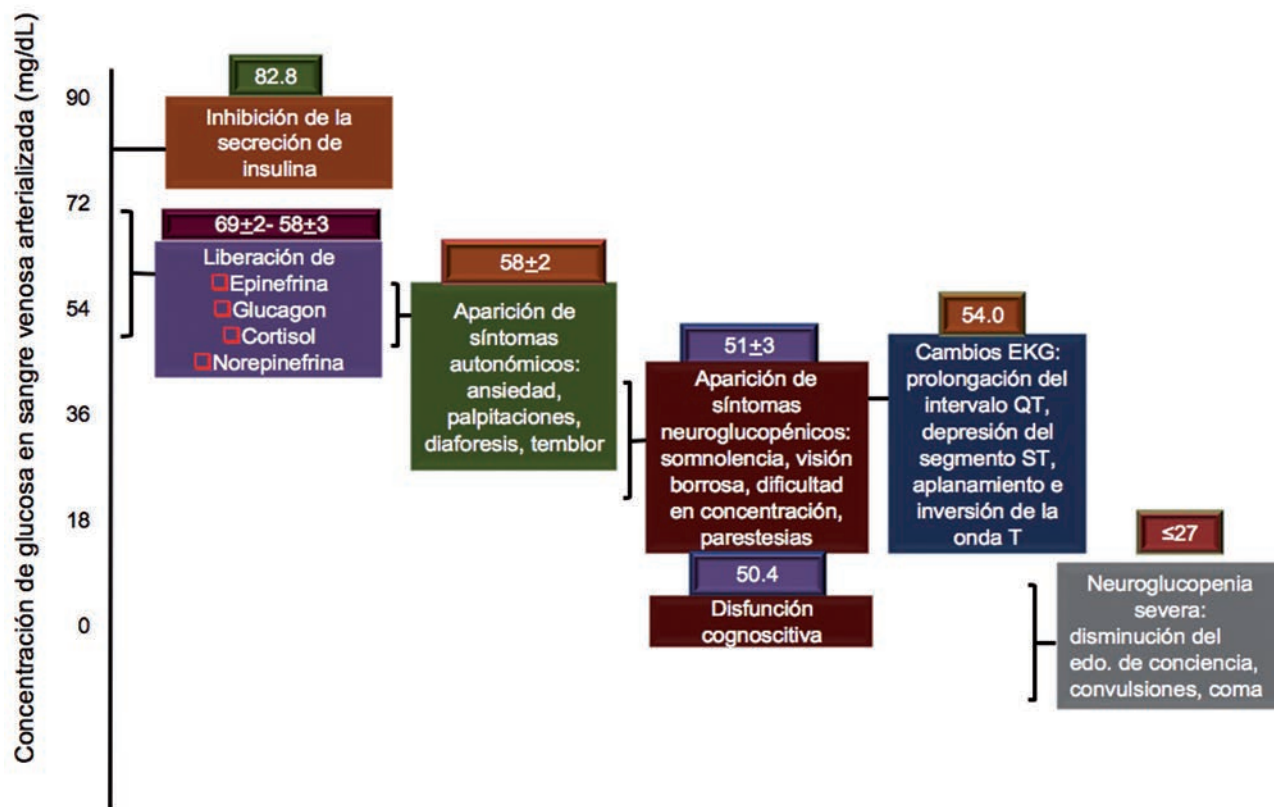 Concentración de glucosa en sangre venosa arterializada (mg/dL)
90
72
54
36
18
0
82.8
Inhibición de la
secreción de
insulina
69±2- 58±3
Liberación de
Epinefrina
Glucagon
Cortisol
Norepinefrina
58±2
Aparición de
síntomas
autonómicos:
ansiedad,
palpitaciones,
diaforesis, temblor
51±3
Aparición de
síntomas
neuroglucopénicos:
somnolencia, visión
borrosa, dificultad
en concentración,
parestesias
50.4
Disfunción
cognoscitiva
54.0
Cambios EKG:
prolongación del
intervalo QT,
depresión del
segmento ST,
aplanamiento e
inversión de la
onda T
≤27
Neuroglucopenia
severa:
disminución del
edo. de conciencia,
convulsiones, coma